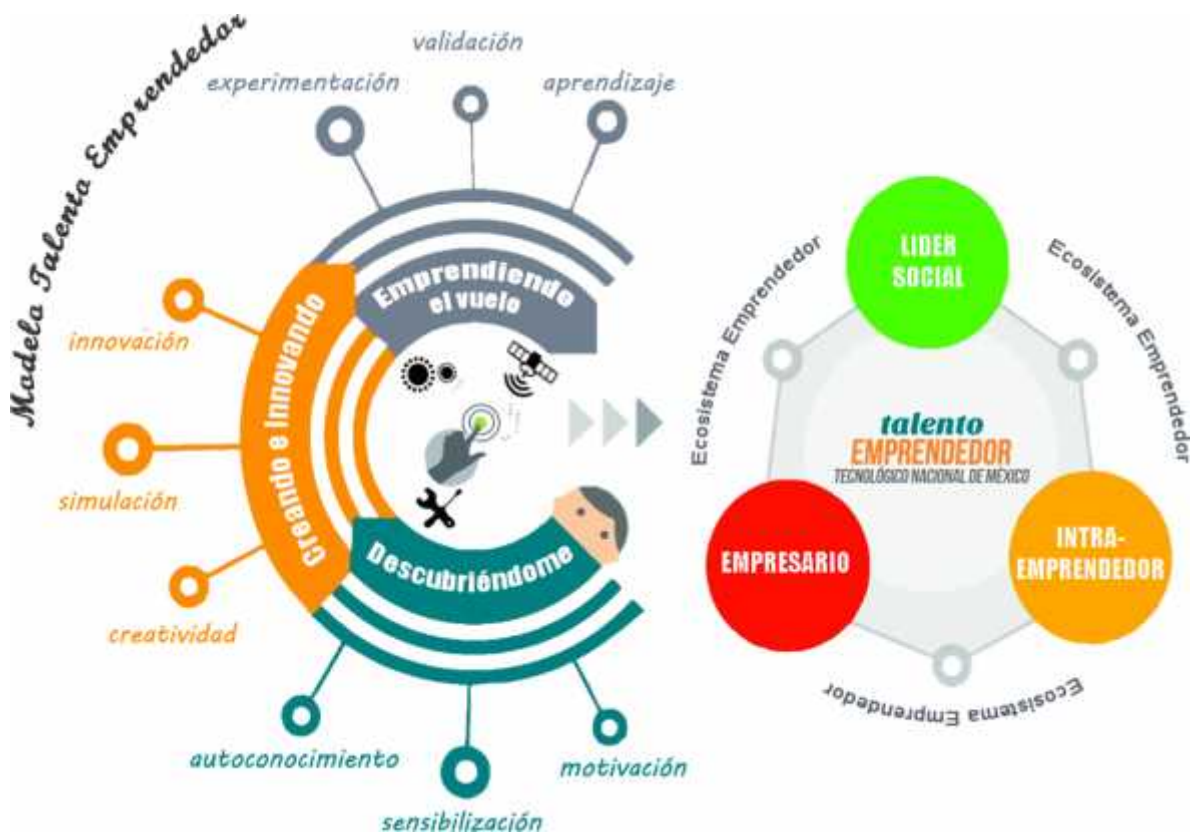 Modelo Talento Emprendedor
validación
experimentación
aprendizaje
Emprendiendo
el vuelo
innovación
simulación
creatividad
Creando e innovando
Descubriéndome
autoconocimiento
sensibilización
motivación
LIDER
SOCIAL
Ecosistema Emprendedor
Ecosistema Emprendedor
talento
EMPRENDEDOR
TECNOLÓGICO NACIONAL DE MÉXICO
EMPRESARIO
INTRA-
EMPRENDEDOR
Ecosistema Emprendedor